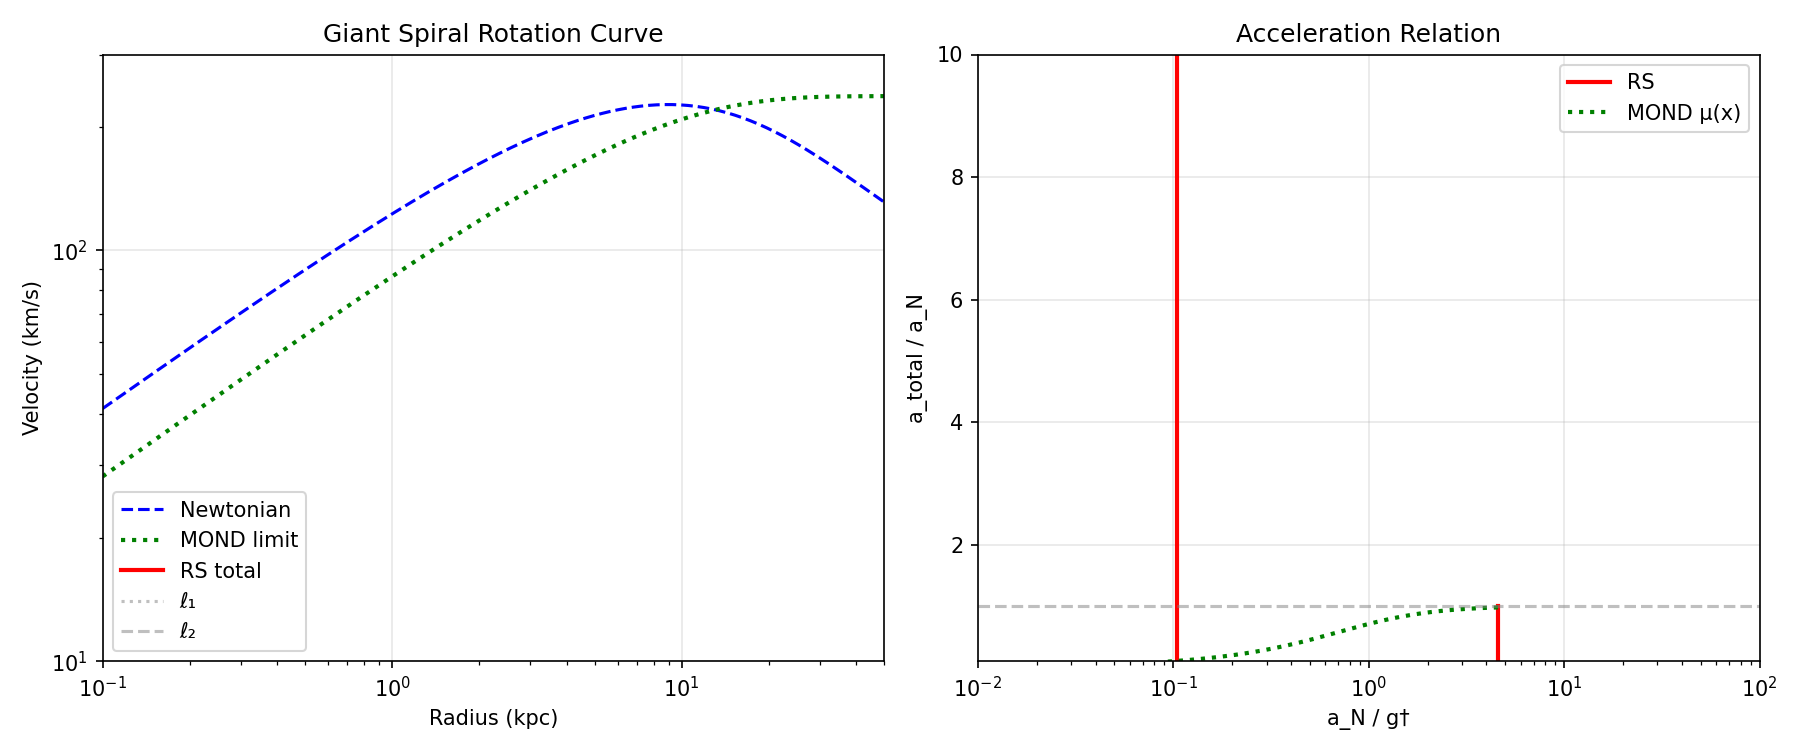 Giant Spiral Rotation Curve
Velocity (km/s)
10²
10¹
10⁻¹
10⁰
10¹
Radius (kpc)
Newtonian
MOND limit
RS total
ℓ₁
ℓ₂
Acceleration Relation
a_total / a_N
10
8
6
4
2
10⁻²
10⁻¹
10⁰
10¹
10²
a_N / g†
RS
MOND μ(x)